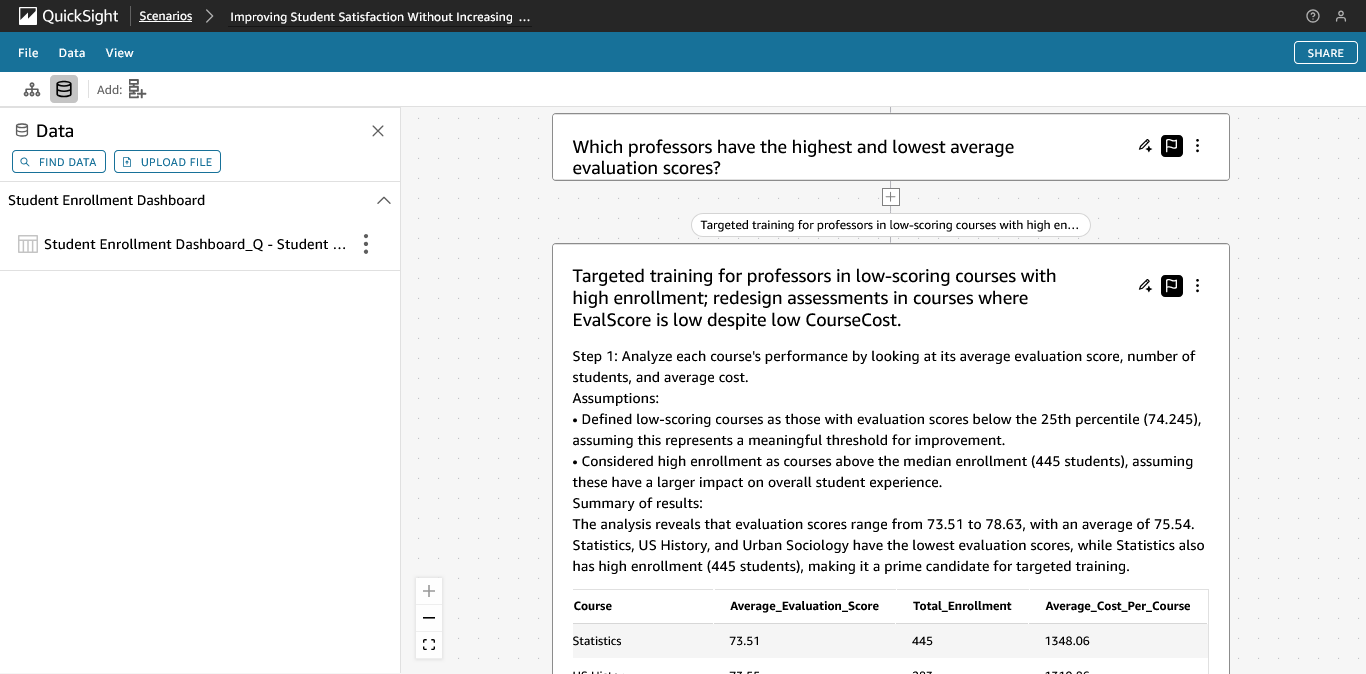 QuickSight
Scenarios
Improving Student Satisfaction Without Increasing ...
File
Data
View
SHARE
Add:
Data
FIND DATA
UPLOAD FILE
Student Enrollment Dashboard
Student Enrollment Dashboard_Q - Student ...
Which professors have the highest and lowest average
evaluation scores?
Targeted training for professors in low-scoring courses with high en...
Targeted training for professors in low-scoring courses with
high enrollment; redesign assessments in courses where
EvalScore is low despite low CourseCost.
Step 1: Analyze each course's performance by looking at its average evaluation score, number of
students, and average cost.
Assumptions:
• Defined low-scoring courses as those with evaluation scores below the 25th percentile (74.245),
assuming this represents a meaningful threshold for improvement.
• Considered high enrollment as courses above the median enrollment (445 students), assuming
these have a larger impact on overall student experience.
Summary of results:
The analysis reveals that evaluation scores range from 73.51 to 78.63, with an average of 75.54.
Statistics, US History, and Urban Sociology have the lowest evaluation scores, while Statistics also
has high enrollment (445 students), making it a prime candidate for targeted training.
Course Average_Evaluation_Score Total_Enrollment Average_Cost_Per_Course
Statistics 73.51 445 1348.06